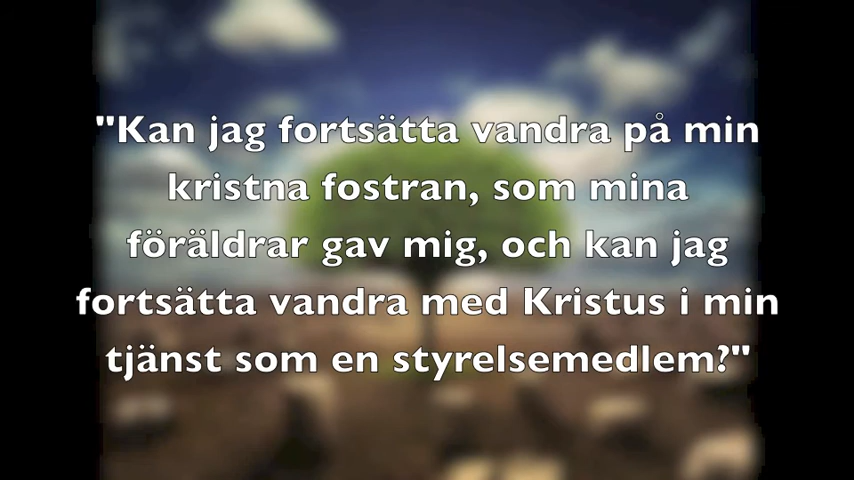 "Kan jag fortsätta vandra på min
kristna fostran, som mina
föräldrar gav mig, och kan jag
fortsätta vandra med Kristus i min
tjänst som en styrelsemedlem?"